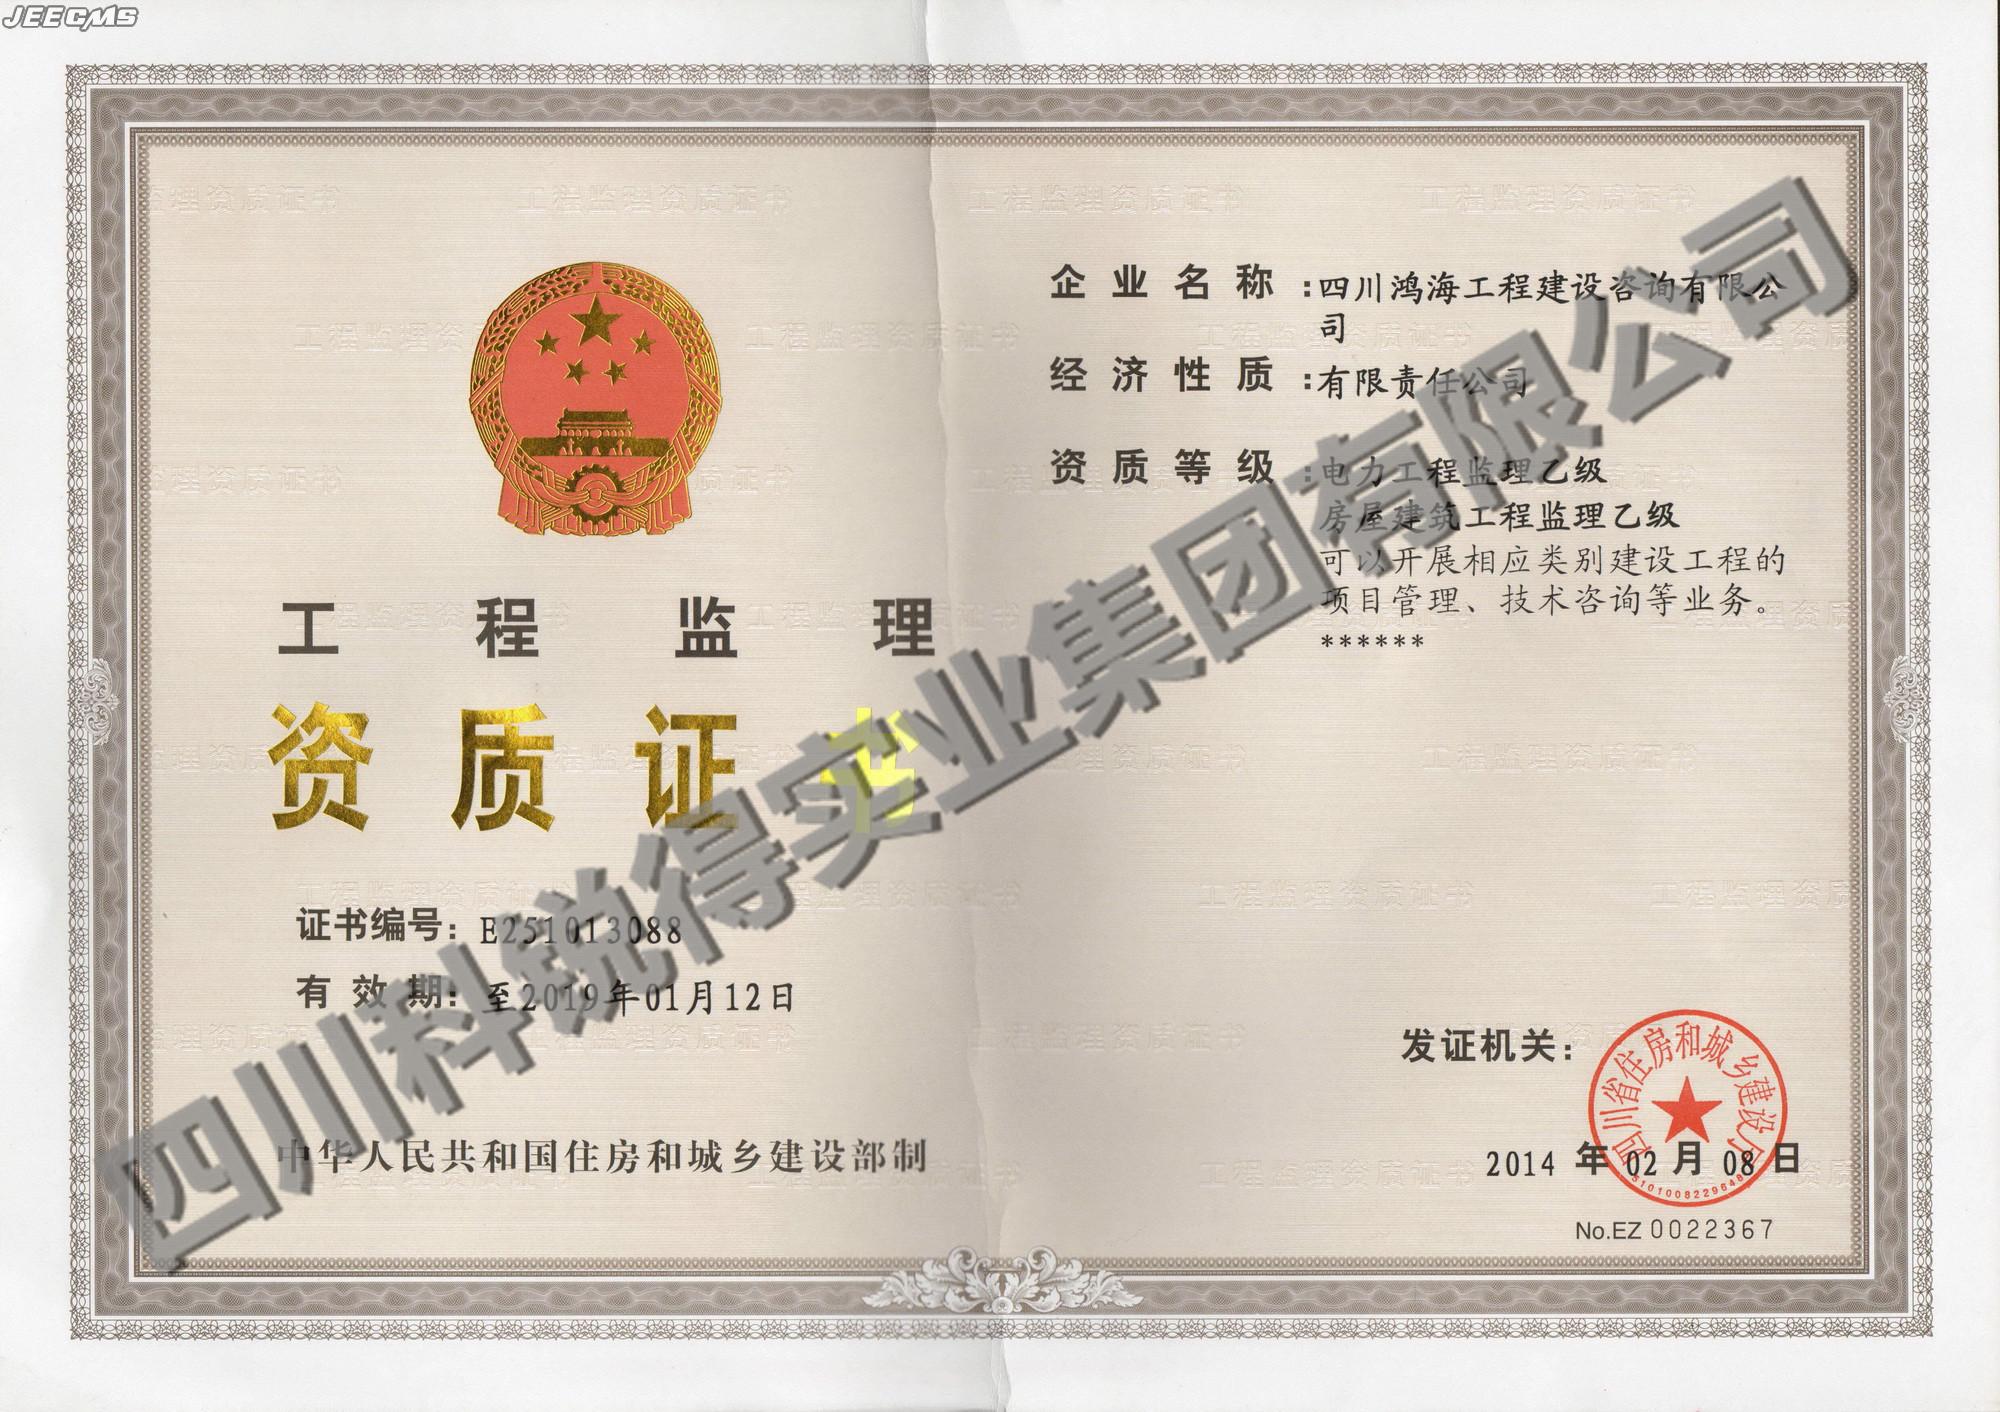 JEECMS
工程监理
资质证书
证书编号：E251013088
有效期：至2019年01月12日
中华人民共和国住房和城乡建设部制
企业名称：四川鸿海工程建设咨询有限公
司
经济性质：有限责任公司
资质等级：电力工程监理乙级
房屋建筑工程监理乙级
可以开展相应类别建设工程的
项目管理、技术咨询等业务。
******
发证机关：
四川省住房和城乡建设厅
5101008229648
2014年02月08日
No.EZ 0022367
四川科锐得实业集团有限公司